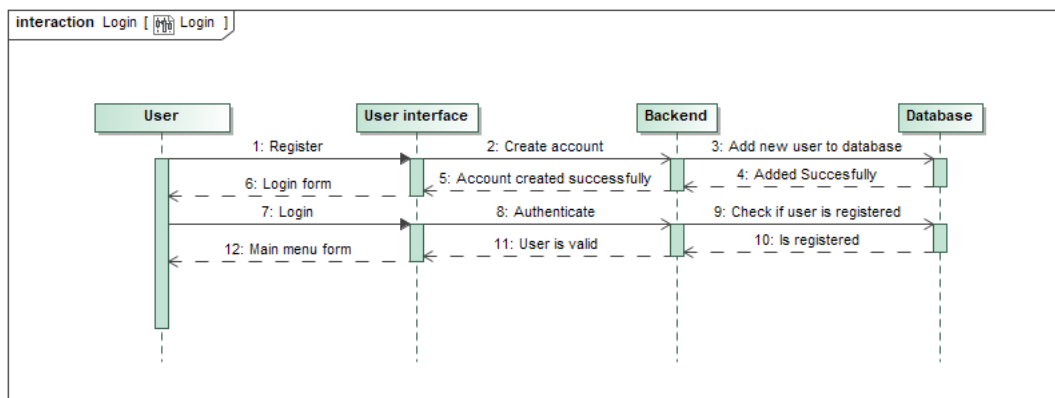 interaction Login [ Login ]
User
User interface
Backend
Database
1: Register
2: Create account
3: Add new user to database
4: Added Succesfully
5: Account created successfully
6: Login form
7: Login
8: Authenticate
9: Check if user is registered
10: Is registered
11: User is valid
12: Main menu form